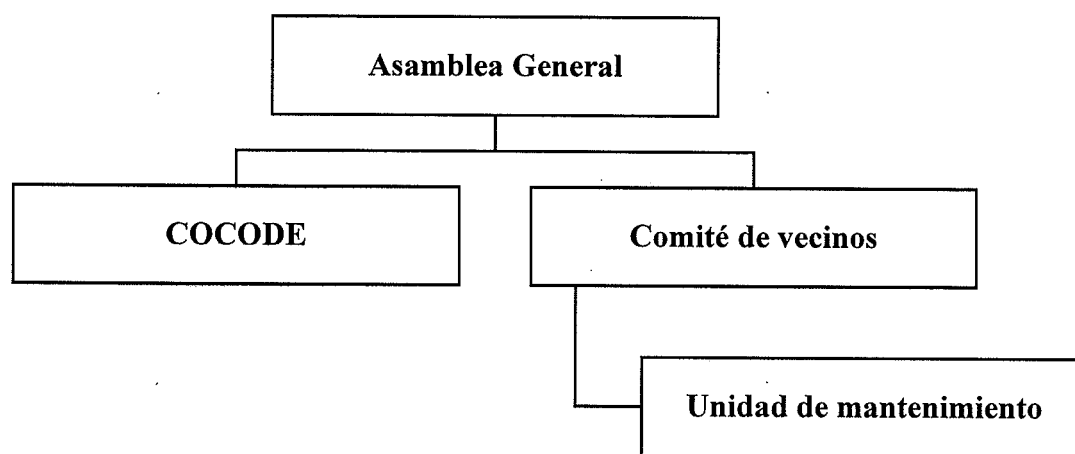 Asamblea General
COCODE
Comité de vecinos
Unidad de mantenimiento